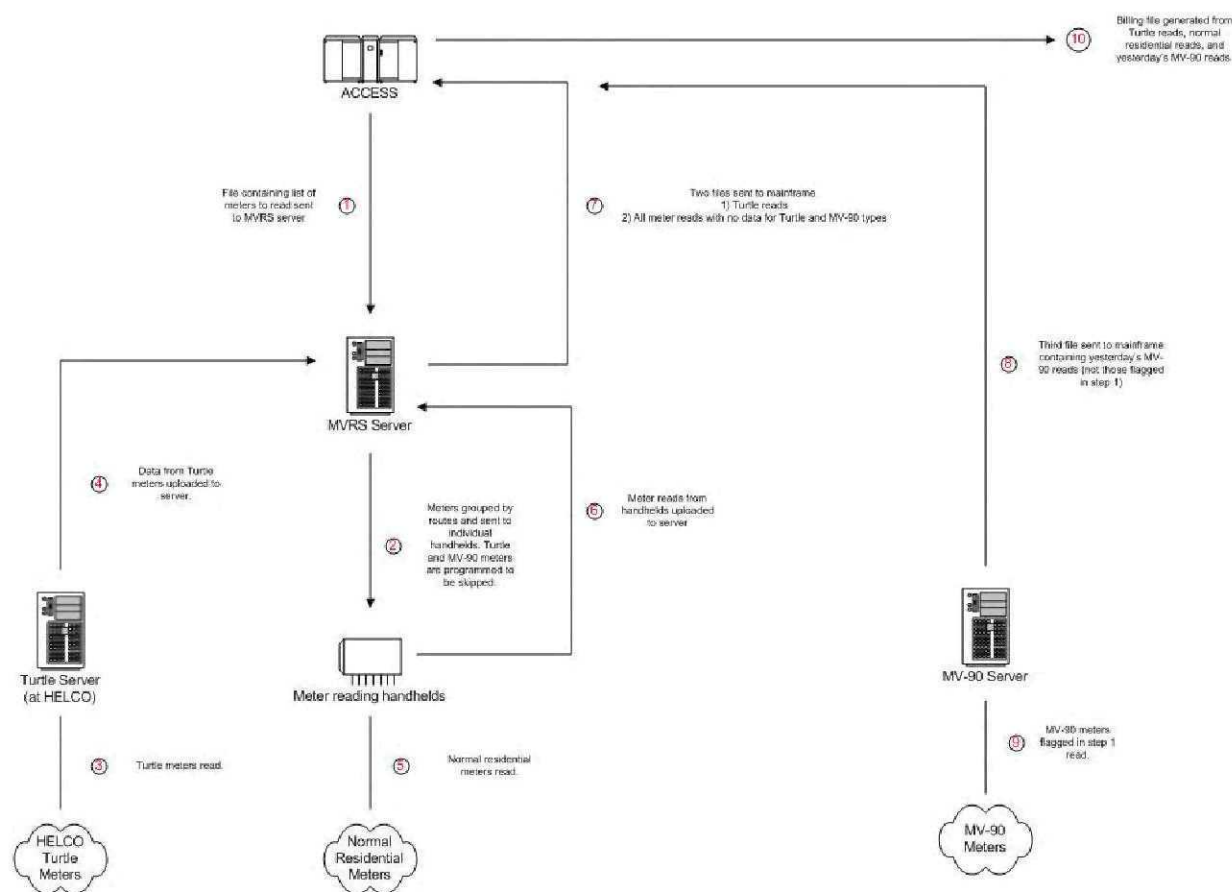 10
Billing file generated from
Turtle reads, normal
residential reads, and
yesterday's MV-90 reads.
ACCESS
File containing list of
meters to read sent
to MVRS server
1
7
Two files sent to mainframe
1) Turtle reads
2) All meter reads with no data for Turtle and MV-90 types
MVRS Server
8
Third file sent to mainframe
containing yesterday's MV-
90 reads (not those flagged
in step 1)
4
Data from Turtle
meters uploaded to
server.
2
Meters grouped by
routes and sent to
individual
handhelds. Turtle
and MV-90 meters
are programmed to
be skipped.
6
Meter reads from
handhelds uploaded
to server
Turtle Server
(at HELCO)
Meter reading handhelds
MV-90 Server
3
Turtle meters read.
5
Normal residential
meters read.
9
MV-90 meters
flagged in step 1
read.
HELCO
Turtle
Meters
Normal
Residential
Meters
MV-90
Meters